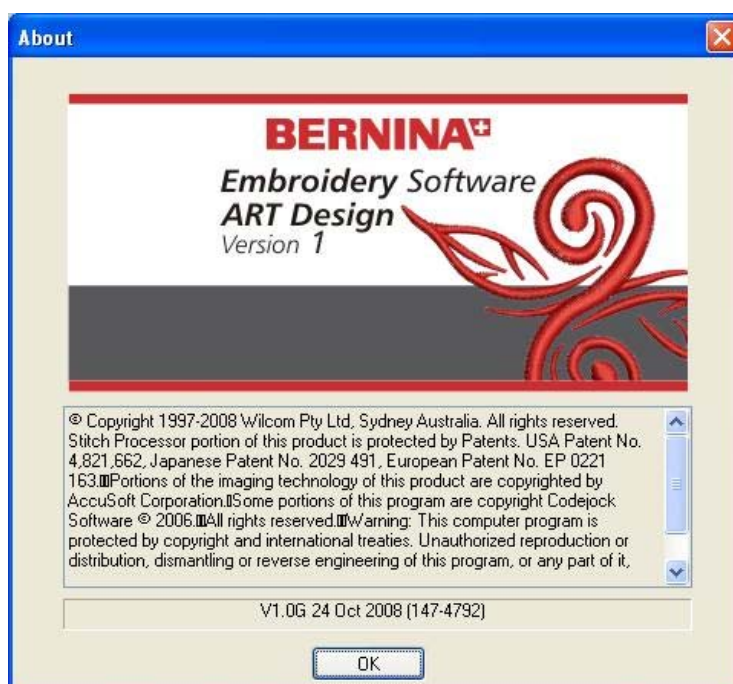 About
BERNINA
Embroidery Software
ART Design
Version 1
© Copyright 1997-2008 Wilcom Pty Ltd, Sydney Australia. All rights reserved.
Stitch Processor portion of this product is protected by Patents. USA Patent No.
4,821,662, Japanese Patent No. 2029 491, European Patent No. EP 0221
163.Portions of the imaging technology of this product are copyrighted by
AccuSoft Corporation.Some portions of this program are copyright Codejock
Software © 2006.All rights reserved.Warning: This computer program is
protected by copyright and international treaties. Unauthorized reproduction or
distribution, dismantling or reverse engineering of this program, or any part of it,
V1.0G 24 Oct 2008 (147-4792)
OK